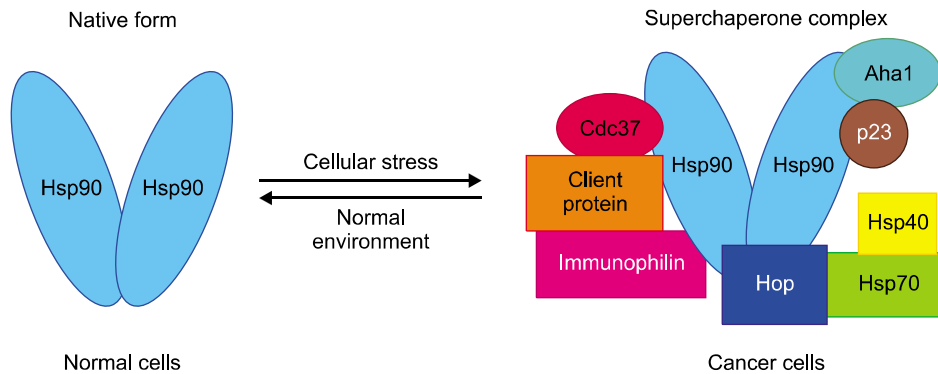 Native form
Superchaperone complex
Hsp90
Hsp90
Cellular stress
Normal
environment
Cdc37
Client
protein
Immunophilin
Hsp90
Hsp90
Aha1
p23
Hsp40
Hop
Hsp70
Normal cells
Cancer cells